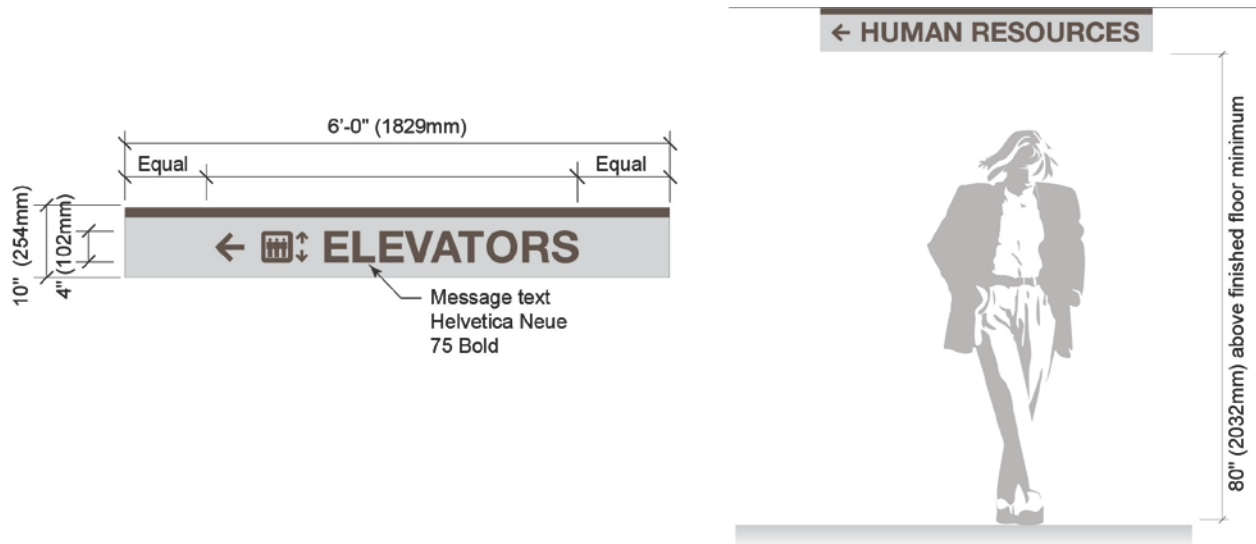 6'-0" (1829mm)
Equal
Equal
10" (254mm)
4" (102mm)
ELEVATORS
Message text
Helvetica Neue
75 Bold
HUMAN RESOURCES
80" (2032mm) above finished floor minimum